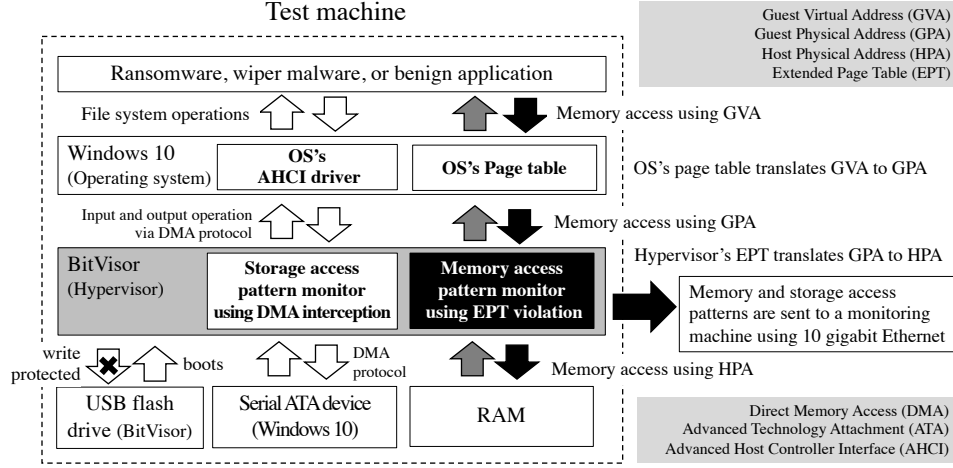 Test machine
Guest Virtual Address (GVA)
Guest Physical Address (GPA)
Host Physical Address (HPA)
Extended Page Table (EPT)
Ransomware, wiper malware, or benign application
File system operations
Memory access using GVA
Windows 10
(Operating system)
OS's
AHCI driver
OS's Page table
OS's page table translates GVA to GPA
Input and output operation
via DMA protocol
Memory access using GPA
Hypervisor's EPT translates GPA to HPA
BitVisor
(Hypervisor)
Storage access
pattern monitor
using DMA interception
Memory access
pattern monitor
using EPT violation
Memory and storage access
patterns are sent to a monitoring
machine using 10 gigabit Ethernet
write
protected
boots
DMA
protocol
Memory access using HPA
USB flash
drive (BitVisor)
Serial ATA device
(Windows 10)
RAM
Direct Memory Access (DMA)
Advanced Technology Attachment (ATA)
Advanced Host Controller Interface (AHCI)